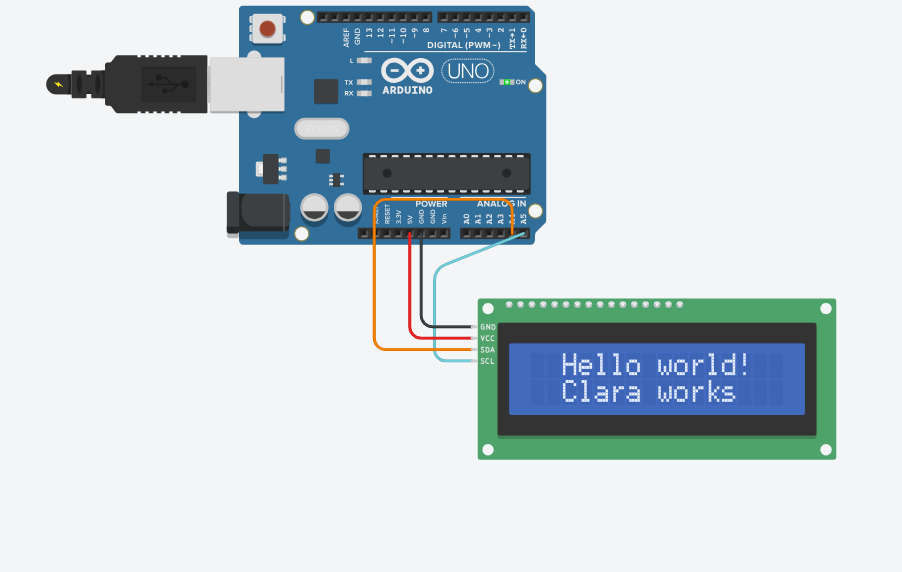 AREF
GND
13
12
~11
~10
~9
8
7
~6
~5
4
~3
2
TX→1
RX←0
DIGITAL (PWM~)
L
TX
RX
UNO
ARDUINO
ON
POWER
ANALOG IN
RESET
3.3V
5V
GND
GND
Vin
A0
A1
A2
A3
A5
GND
VCC
SDA
SCL
Hello world!
Clara works